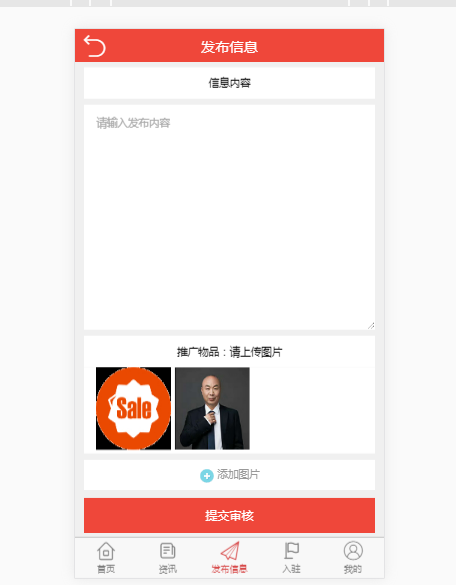 发布信息
信息内容
请输入发布内容
推广物品：请上传图片
Sale
添加图片
提交审核
首页
资讯
发布信息
入驻
我的